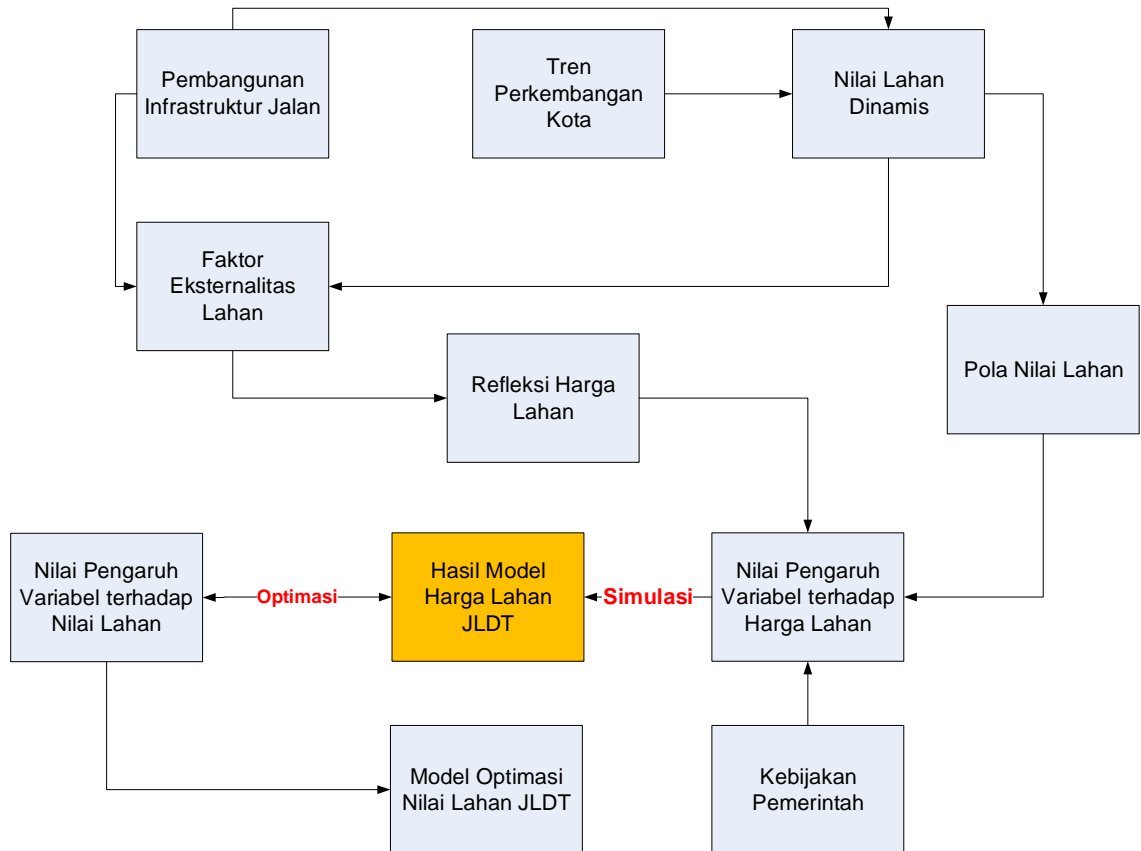 Pembangunan
Infrastruktur Jalan
Tren
Perkembangan
Kota
Nilai Lahan
Dinamis
Faktor
Eksternalitas
Lahan
Refleksi Harga
Lahan
Pola Nilai Lahan
Nilai Pengaruh
Variabel terhadap
Nilai Lahan
Optimasi
Hasil Model
Harga Lahan
JLDT
Simulasi
Nilai Pengaruh
Variabel terhadap
Harga Lahan
Model Optimasi
Nilai Lahan JLDT
Kebijakan
Pemerintah